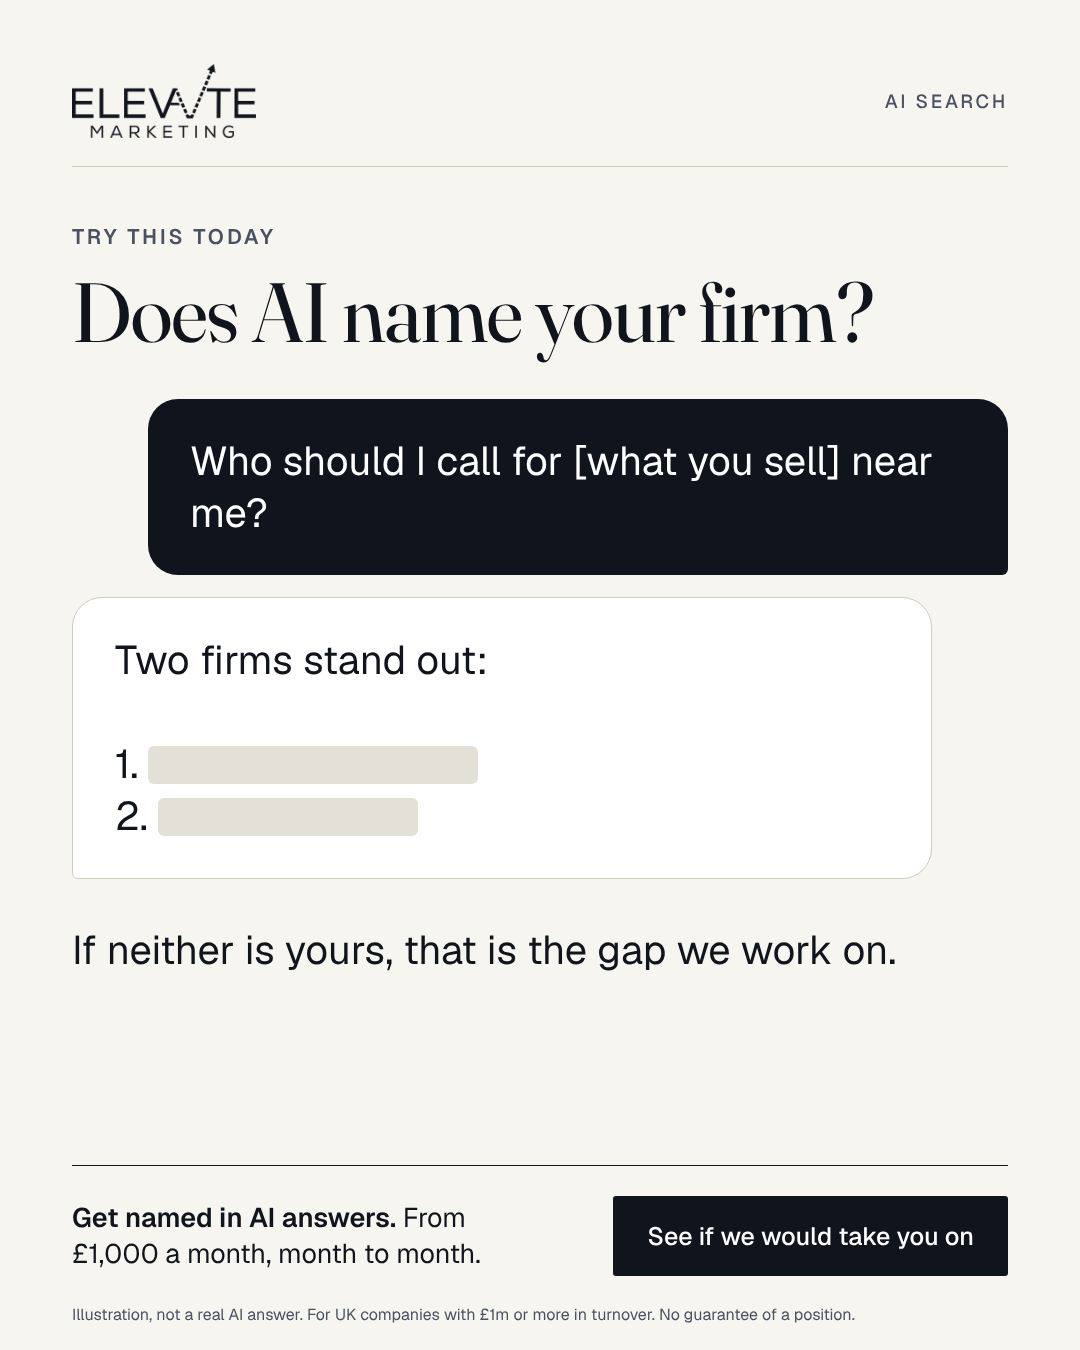 ELEVATE
MARKETING
AI SEARCH
TRY THIS TODAY
Does AI name your firm?
Who should I call for [what you sell] near
me?
Two firms stand out:
1.
2.
If neither is yours, that is the gap we work on.
Get named in AI answers. From
£1,000 a month, month to month.
See if we would take you on
Illustration, not a real AI answer. For UK companies with £1m or more in turnover. No guarantee of a position.